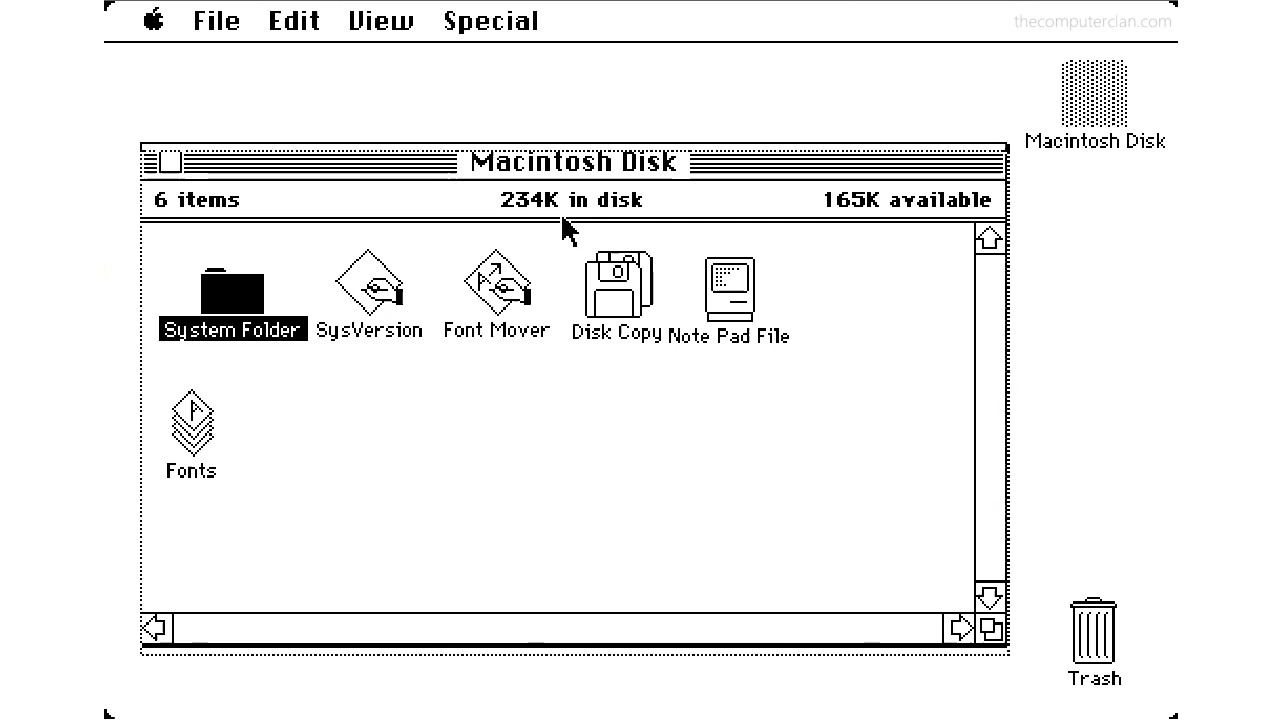 File Edit View Special
thecomputerclan.com
Macintosh Disk
Macintosh Disk
6 items 234K in disk 165K available
System Folder SysVersion Font Mover Disk Copy Note Pad File
Fonts
Trash